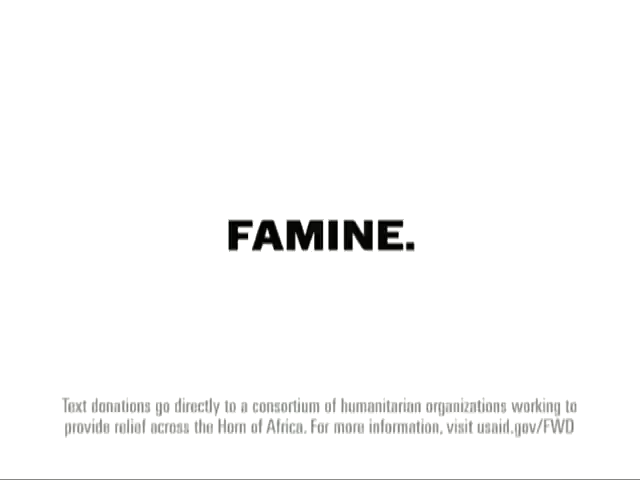 FAMINE.
Text donations go directly to a consortium of humanitarian organizations working to
provide relief across the Horn of Africa. For more information, visit usaid.gov/FWD